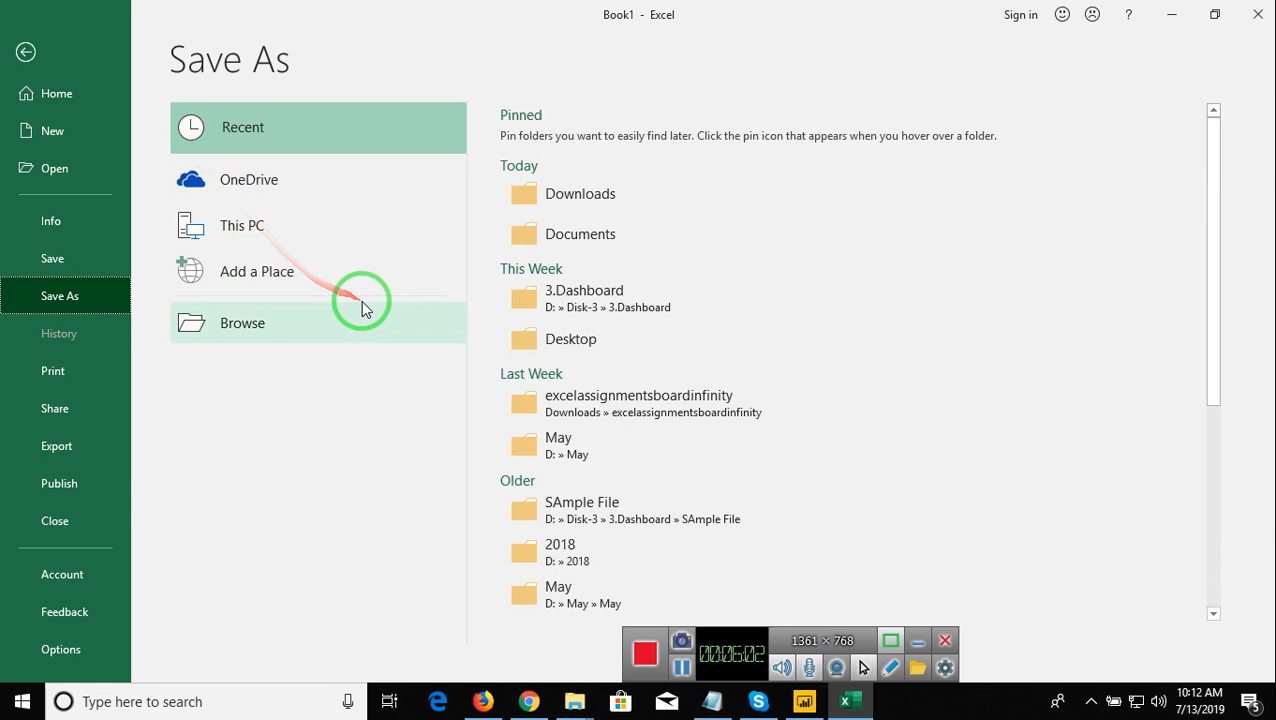 Book1 - Excel
Sign in
?
Save As
Home
New
Open
Info
Save
Save As
History
Print
Share
Export
Publish
Close
Account
Feedback
Options
Recent
OneDrive
This PC
Add a Place
Browse
Pinned
Pin folders you want to easily find later. Click the pin icon that appears when you hover over a folder.
Today
Downloads
Documents
This Week
3.Dashboard
D: » Disk-3 » 3.Dashboard
Desktop
Last Week
excelassignmentsboardinfinity
Downloads » excelassignmentsboardinfinity
May
D: » May
Older
SAmple File
D: » Disk-3 » 3.Dashboard » SAmple File
2018
D: » 2018
May
D: » May » May
00:06:02
1361 × 768
Type here to search
10:12 AM
7/13/2019
5